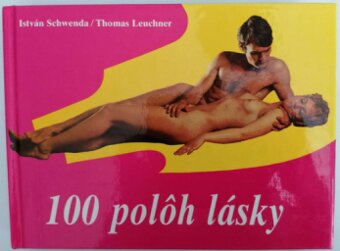 István Schwenda/Thomas Leuchner
100 polôh lásky